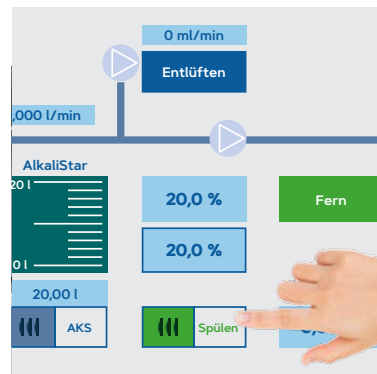 0 ml/min
Entlüften
,000 l/min
AlkaliStar
20 l
20,0 %
Fern
20,0 %
0 l
20,00 l
AKS
Spülen